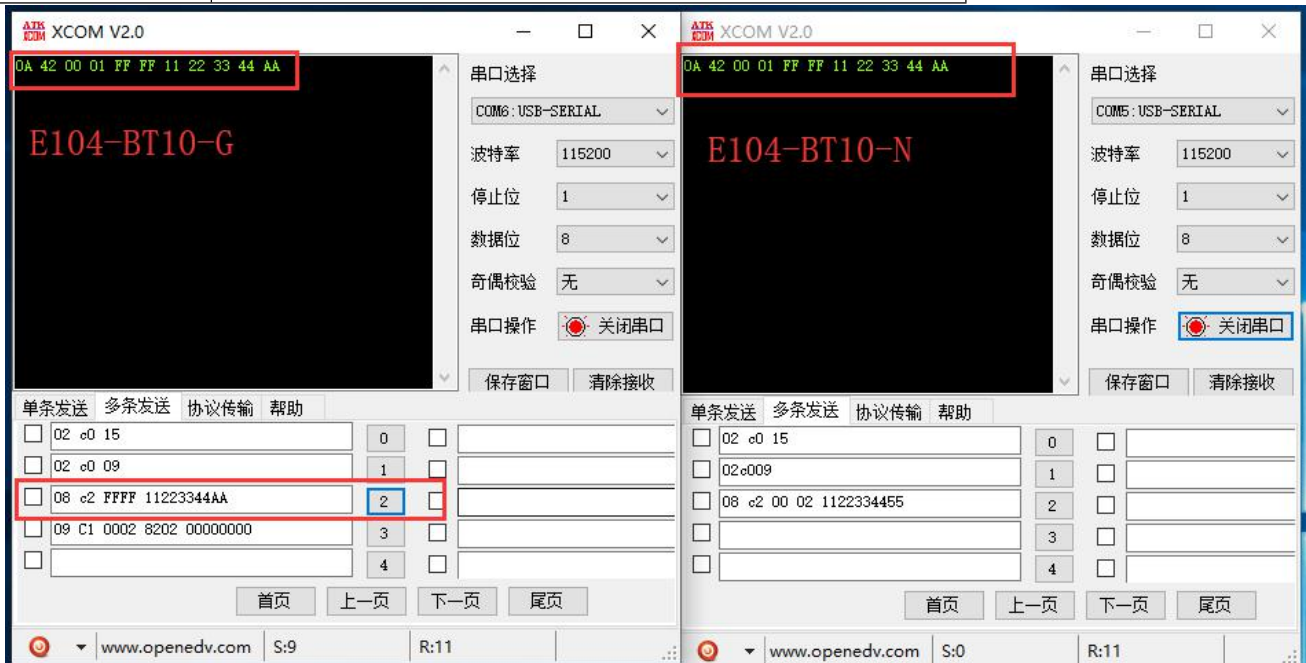 ATK XCOM XCOM V2.0
0A 42 00 01 FF FF 11 22 33 44 AA
E104-BT10-G
串口选择
COM6:USB-SERIAL
波特率 115200
停止位 1
数据位 8
奇偶校验 无
串口操作 关闭串口
保存窗口 清除接收
单条发送 多条发送 协议传输 帮助
02 c0 15 0
02 c0 09 1
08 c2 FFFF 11223344AA 2
09 C1 0002 8202 00000000 3
4
首页 上一页 下一页 尾页
www.openedv.com S:9 R:11
ATK XCOM XCOM V2.0
0A 42 00 01 FF FF 11 22 33 44 AA
E104-BT10-N
串口选择
COM5:USB-SERIAL
波特率 115200
停止位 1
数据位 8
奇偶校验 无
串口操作 关闭串口
保存窗口 清除接收
单条发送 多条发送 协议传输 帮助
02 c0 15 0
02c009 1
08 c2 00 02 1122334455 2
3
4
首页 上一页 下一页 尾页
www.openedv.com S:0 R:11